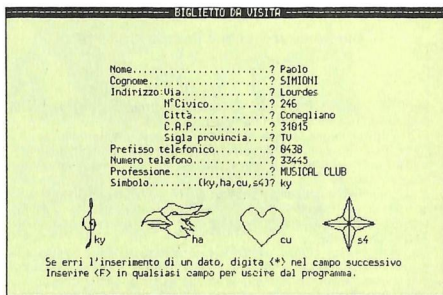 BIGLIETTO DA VISITA
Nome........................? Paolo
Cognome.....................? SIMIONI
Indirizzo:Via...............? Lourdes
N°Civico..........? 246
Città.............? Conegliano
C.A.P.............? 31015
Sigla provincia....? TV
Prefisso telefonico.........? 0438
Numero telefono.............? 33445
Professione.................? MUSICAL CLUB
Simbolo........(ky,ha,cu,s4)? ky
ky ha cu s4
Se erri l'inserimento di un dato, digita <*> nel campo successivo
Inserire <F> in qualsiasi campo per uscire dal programma.